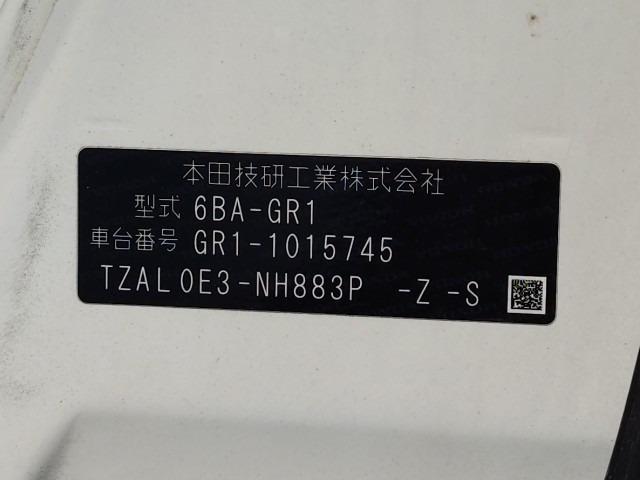 本田技研工業株式会社
型式 6BA-GR1
車台番号 GR1-1015745
TZAL0E3-NH883P -Z -S